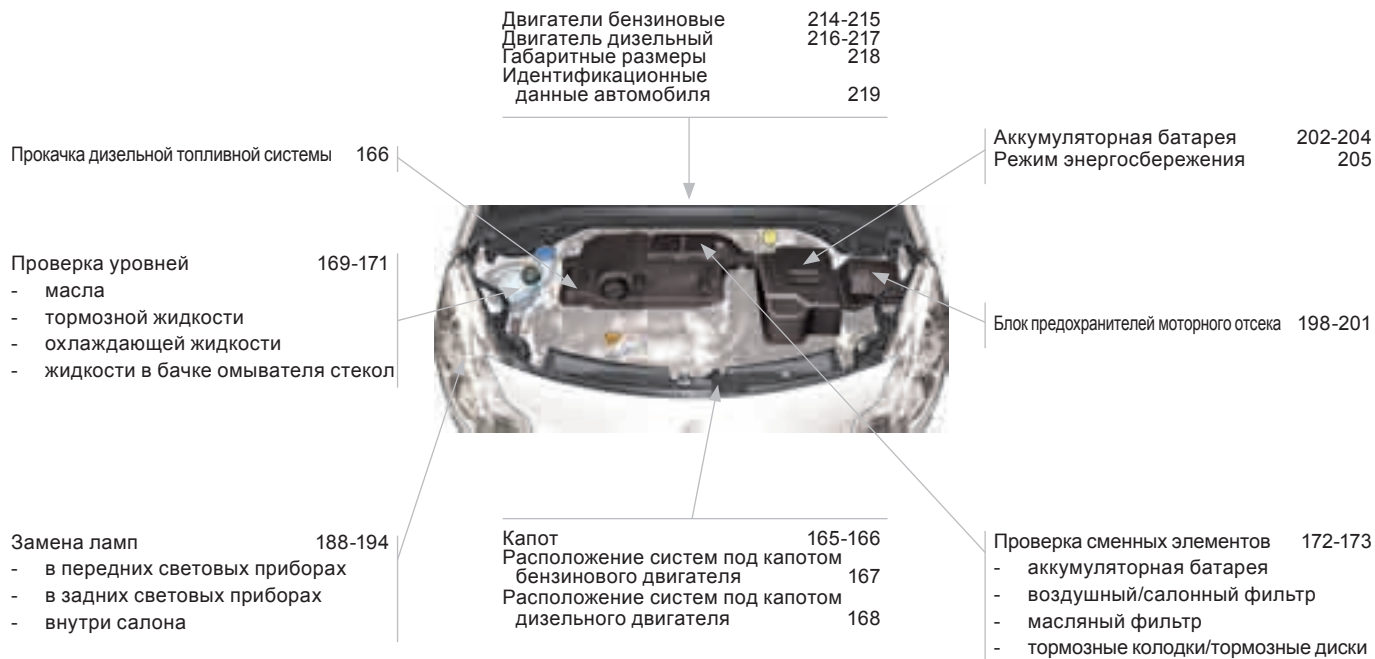 Двигатели бензиновые 214-215
Двигатель дизельный 216-217
Габаритные размеры 218
Идентификационные
данные автомобиля 219
Прокачка дизельной топливной системы 166
Аккумуляторная батарея 202-204
Режим энергосбережения 205
Проверка уровней 169-171
- масла
- тормозной жидкости
- охлаждающей жидкости
- жидкости в бачке омывателя стекол
Блок предохранителей моторного отсека 198-201
Замена ламп 188-194
- в передних световых приборах
- в задних световых приборах
- внутри салона
Капот 165-166
Расположение систем под капотом
бензинового двигателя 167
Расположение систем под капотом
дизельного двигателя 168
Проверка сменных элементов 172-173
- аккумуляторная батарея
- воздушный/салонный фильтр
- масляный фильтр
- тормозные колодки/тормозные диски